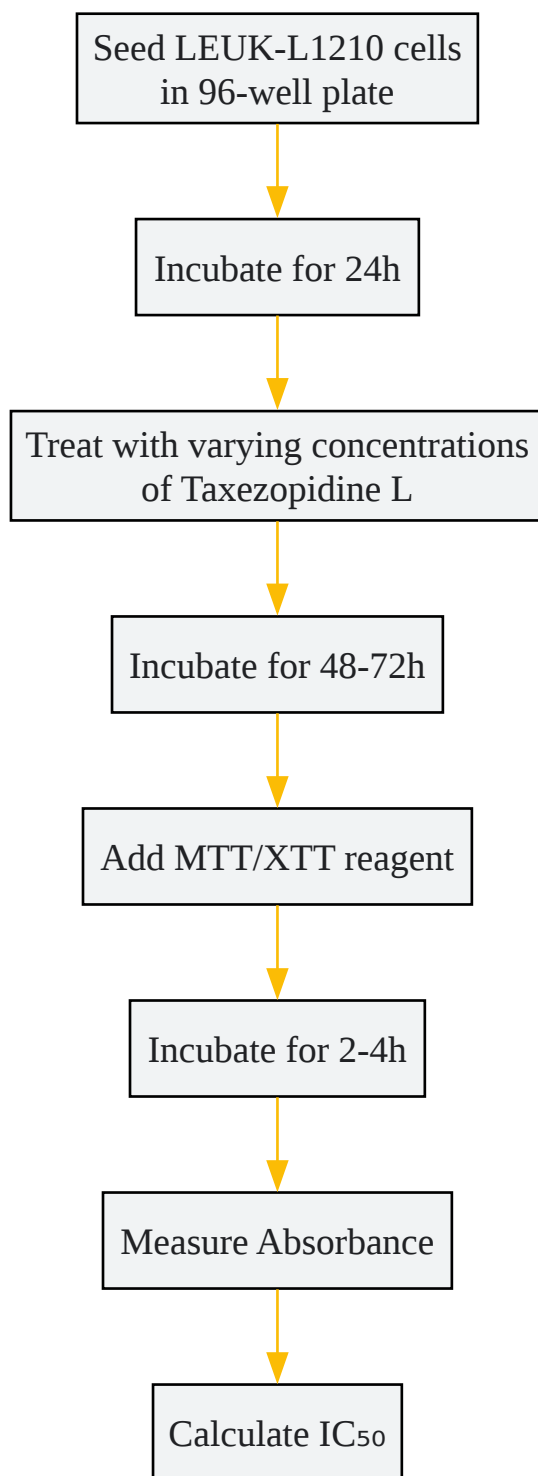 Seed LEUK-L1210 cells
in 96-well plate
Incubate for 24h
Treat with varying concentrations
of Taxezopidine L
Incubate for 48-72h
Add MTT/XTT reagent
Incubate for 2-4h
Measure Absorbance
Calculate IC₅₀